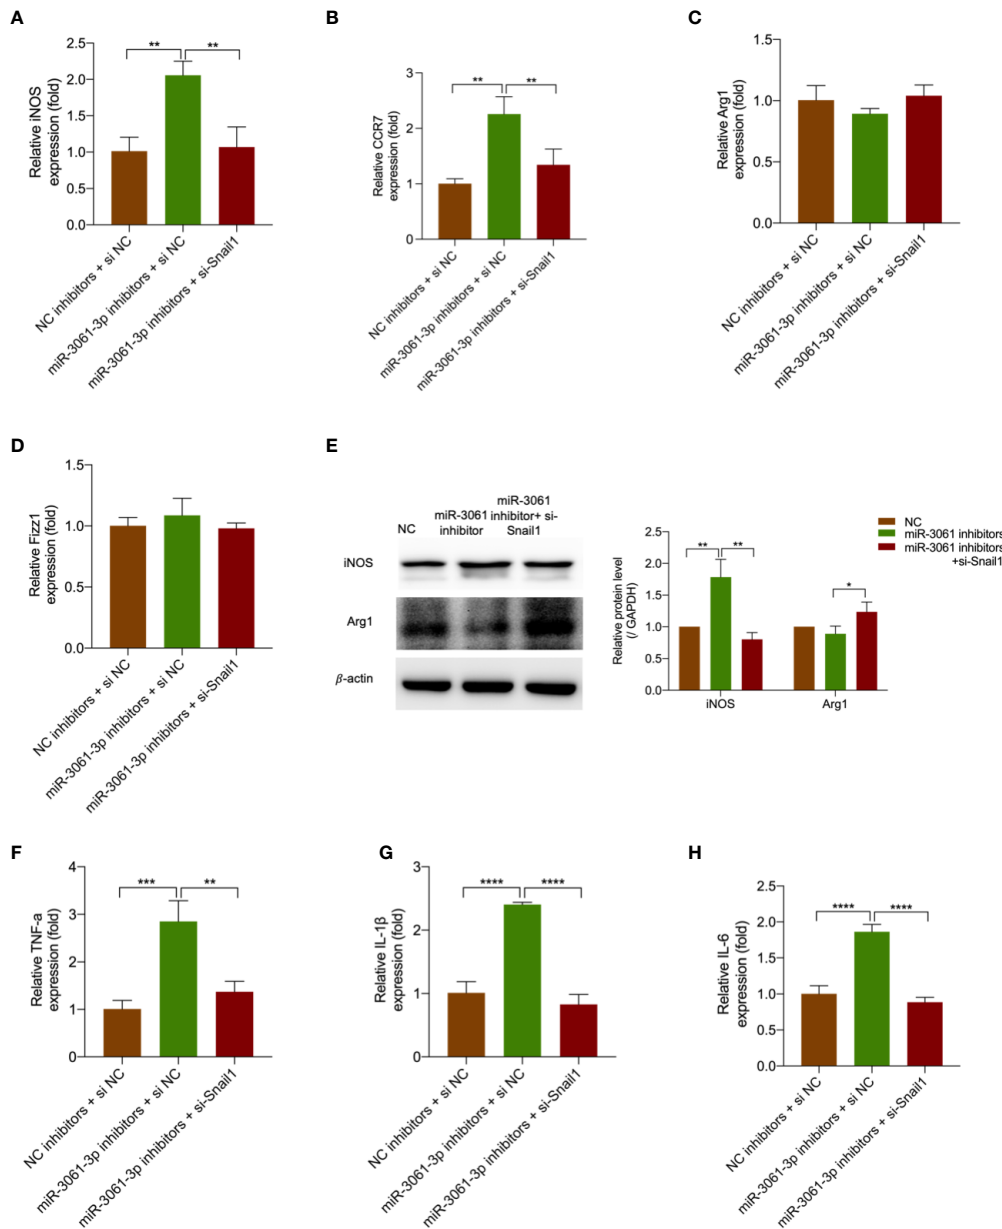 A
Relative iNOS
expression (fold)
2.5
2.0
1.5
1.0
0.5
0.0
**
**
NC inhibitors + si NC
miR-3061-3p inhibitors + si NC
miR-3061-3p inhibitors + si-Snail1
B
Relative CCR7
expression (fold)
3
2
1
0
**
**
NC inhibitors + si NC
miR-3061-3p inhibitors + si NC
miR-3061-3p inhibitors + si-Snail1
C
Relative Arg1
expression (fold)
1.5
1.0
0.5
0.0
NC inhibitors + si NC
miR-3061-3p inhibitors + si NC
miR-3061-3p inhibitors + si-Snail1
D
Relative Fizz1
expression (fold)
1.5
1.0
0.5
0.0
NC inhibitors + si NC
miR-3061-3p inhibitors + si NC
miR-3061-3p inhibitors + si-Snail1
E
NC
miR-3061
inhibitor
miR-3061
inhibitor+ si-
Snail1
iNOS
Arg1
β-actin
Relative protein level
(/ GAPDH)
2.5
2.0
1.5
1.0
0.5
0.0
**
**
*
iNOS
Arg1
NC
miR-3061 inhibitors
miR-3061 inhibitors
+si-Snail1
F
Relative TNF-a
expression (fold)
4
3
2
1
0
***
**
NC inhibitors + si NC
miR-3061-3p inhibitors + si NC
miR-3061-3p inhibitors + si-Snail1
G
Relative IL-1β
expression (fold)
3
2
1
0
****
****
NC inhibitors + si NC
miR-3061-3p inhibitors + si NC
miR-3061-3p inhibitors + si-Snail1
H
Relative IL-6
expression (fold)
2.5
2.0
1.5
1.0
0.5
0.0
****
****
NC inhibitors + si NC
miR-3061-3p inhibitors + si NC
miR-3061-3p inhibitors + si-Snail1